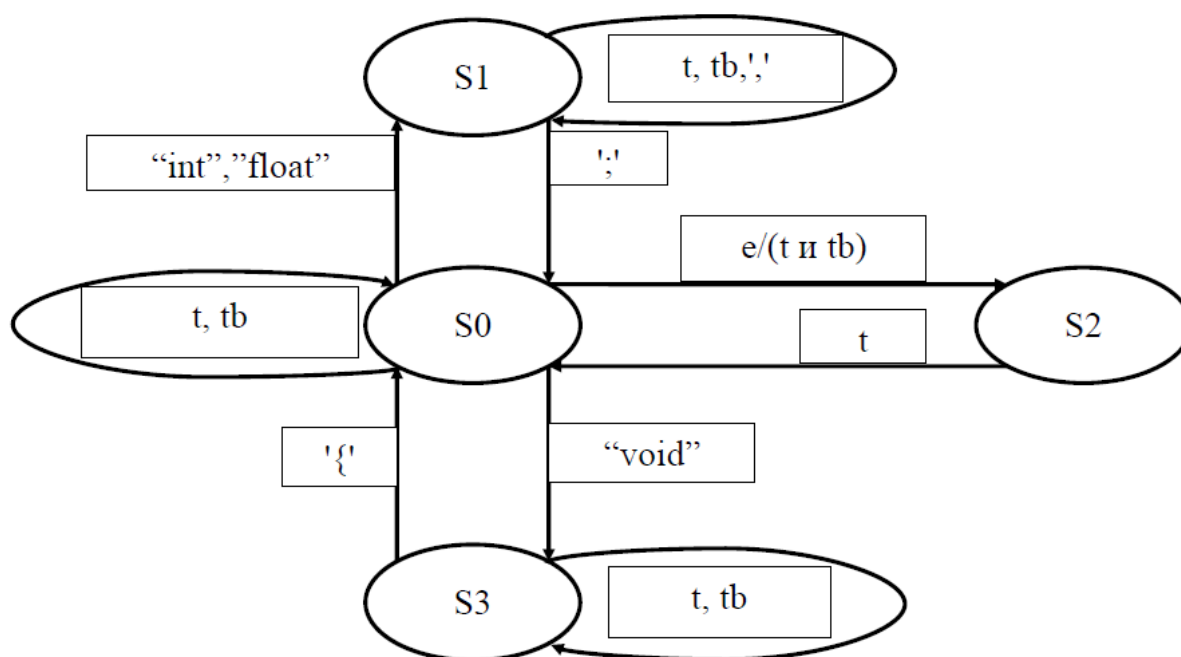 S1
t, tb,','
“int”,”float”
';'
e/(t и tb)
t, tb
S0
S2
t
'{'
“void”
S3
t, tb